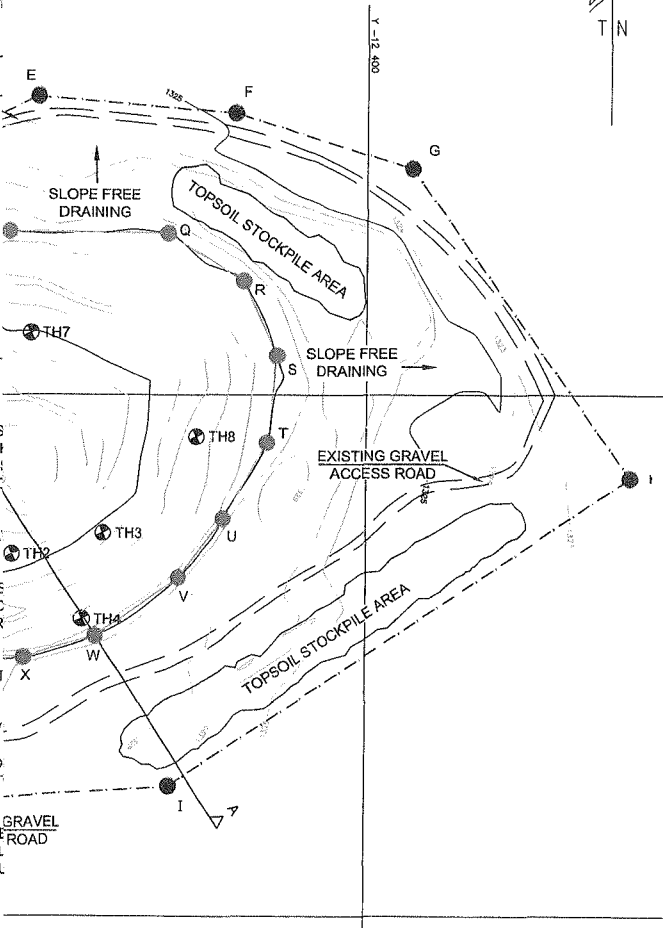 T N
Y -12 400
E
F
1325
G
SLOPE FREE
DRAINING
TOPSOIL STOCKPILE AREA
Q
R
TH7
S
SLOPE FREE
DRAINING
T
TH8
EXISTING GRAVEL
ACCESS ROAD
1325
TH3
U
TH2
V
TH4
W
X
TOPSOIL STOCKPILE AREA
I
A
GRAVEL
ROAD